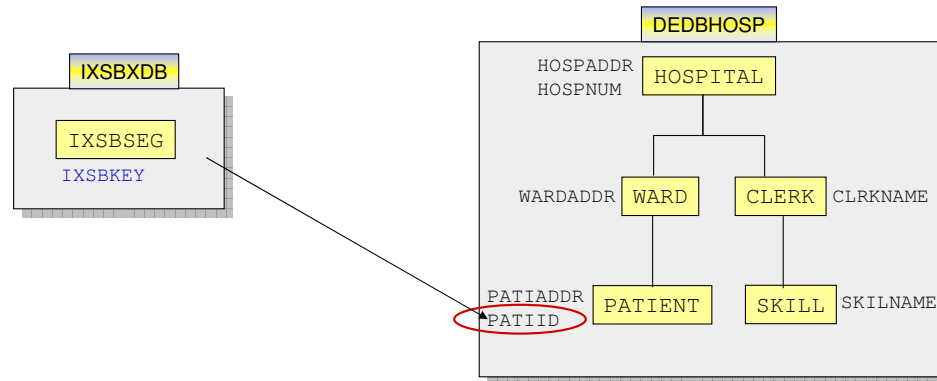 IXSBXDB
IXSBSEG
IXSBKEY
DEDBHOSP
HOSPADDR
HOSPNUM
HOSPITAL
WARDADDR
WARD
CLERK
CLRKNAME
PATIADDR
PATIID
PATIENT
SKILL
SKILNAME